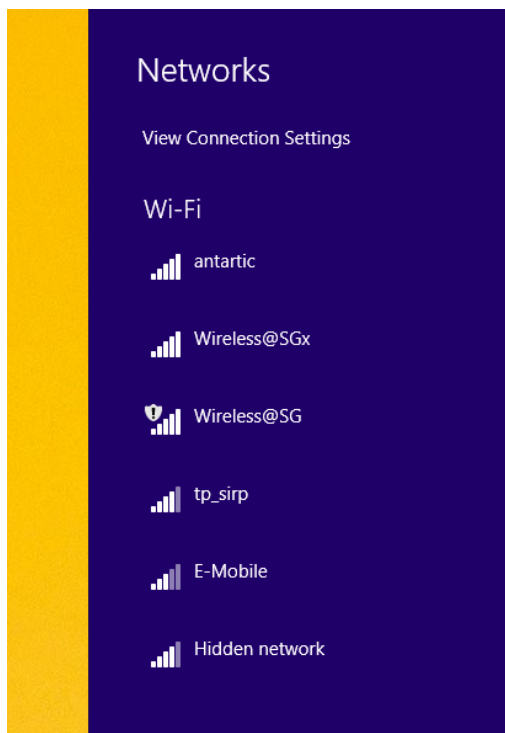 Networks
View Connection Settings
Wi-Fi
antartic
Wireless@SGx
Wireless@SG
tp_sirp
E-Mobile
Hidden network